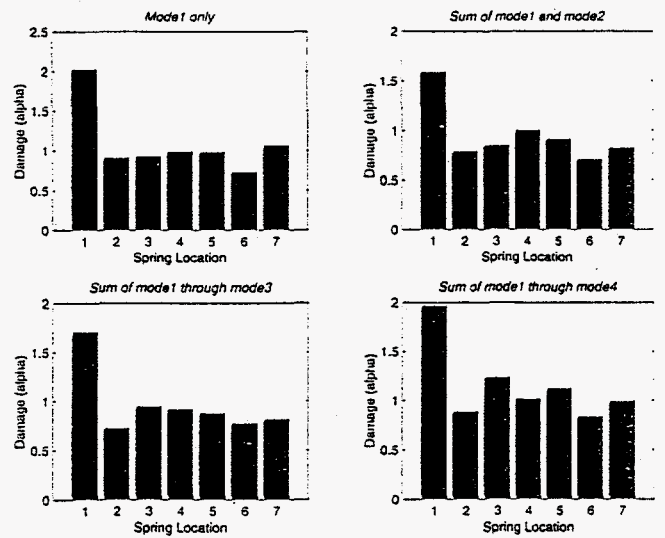 Mode1 only
Damage (alpha)
2.5
2
1.5
1
0.5
0
1 2 3 4 5 6 7
Spring Location
Sum of mode1 and mode2
Damage (alpha)
2
1.5
1
0.5
0
1 2 3 4 5 6 7
Spring Location
Sum of mode1 through mode3
Damage (alpha)
2
1.5
1
0.5
0
1 2 3 4 5 6 7
Spring Location
Sum of mode1 through mode4
Damage (alpha)
2
1.5
1
0.5
0
1 2 3 4 5 6 7
Spring Location